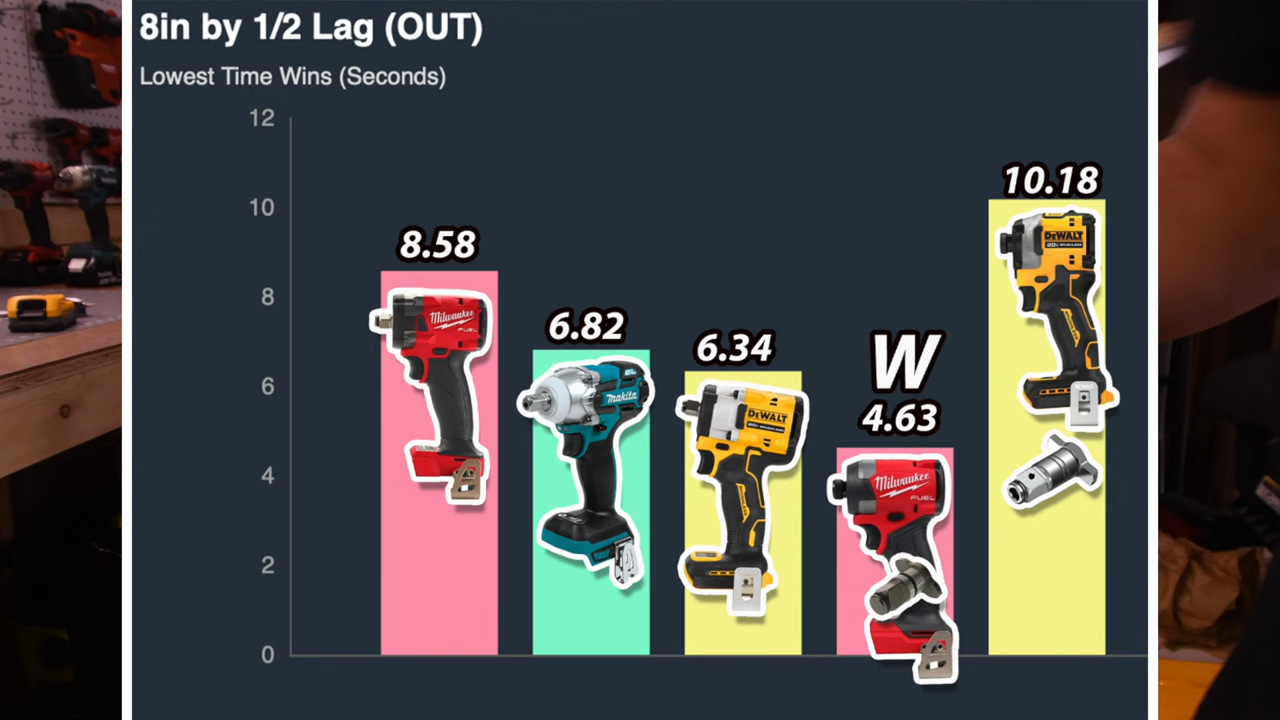 8in by 1/2 Lag (OUT)
Lowest Time Wins (Seconds)
12
10
8
6
4
2
0
8.58
6.82
6.34
W
4.63
10.18
Milwaukee
FUEL
makita
DEWALT
Milwaukee
FUEL
DEWALT